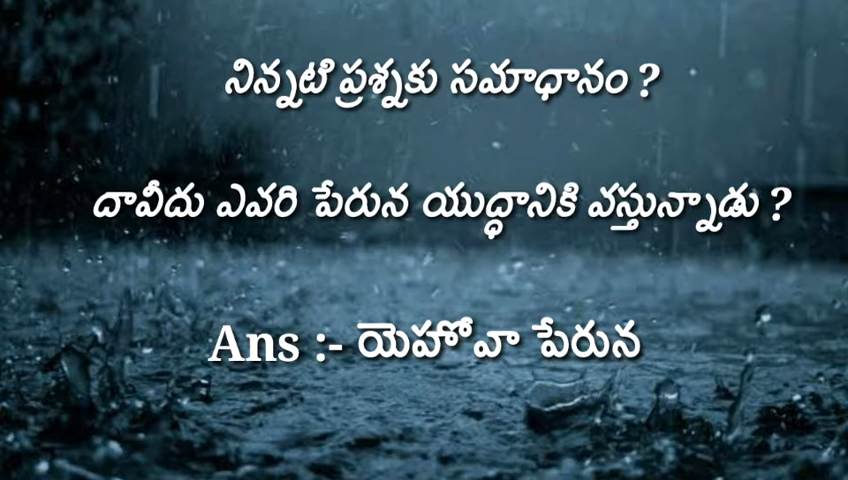 నిన్నటి ప్రశ్నకు సమాధానం ?
దావీదు ఎవరి పేరున యుద్ధానికి వస్తున్నాడు ?
Ans :- యెహోవా పేరున